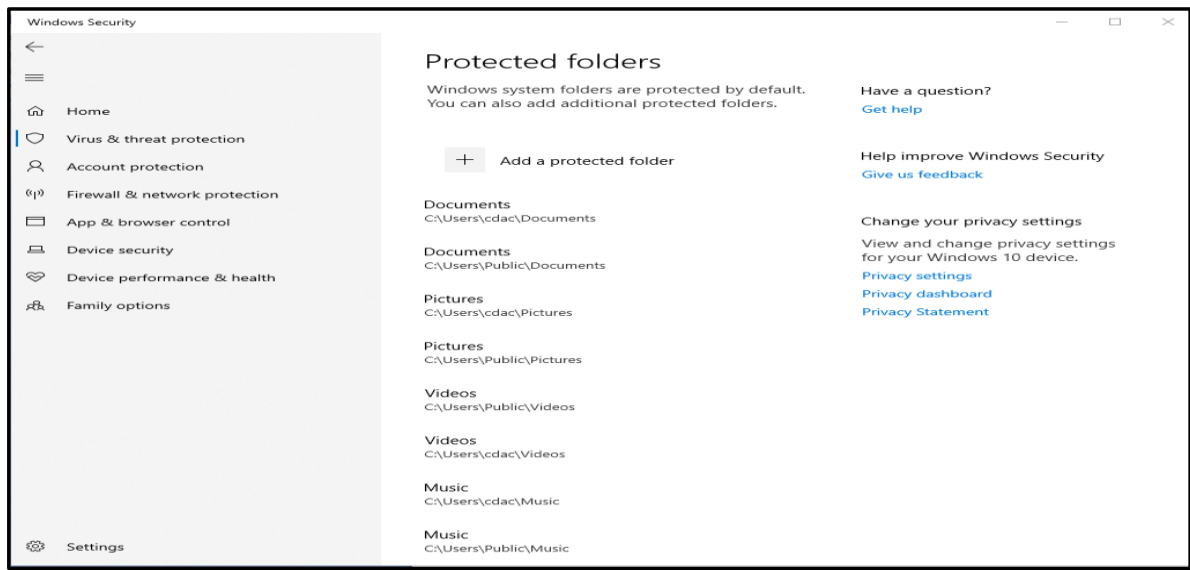 Windows Security
Home
Virus & threat protection
Account protection
Firewall & network protection
App & browser control
Device security
Device performance & health
Family options
Settings
Protected folders
Windows system folders are protected by default.
You can also add additional protected folders.
Add a protected folder
Documents
C:\Users\cdac\Documents
Documents
C:\Users\Public\Documents
Pictures
C:\Users\cdac\Pictures
Pictures
C:\Users\Public\Pictures
Videos
C:\Users\Public\Videos
Videos
C:\Users\cdac\Videos
Music
C:\Users\cdac\Music
Music
C:\Users\Public\Music
Have a question?
Get help
Help improve Windows Security
Give us feedback
Change your privacy settings
View and change privacy settings
for your Windows 10 device.
Privacy settings
Privacy dashboard
Privacy Statement